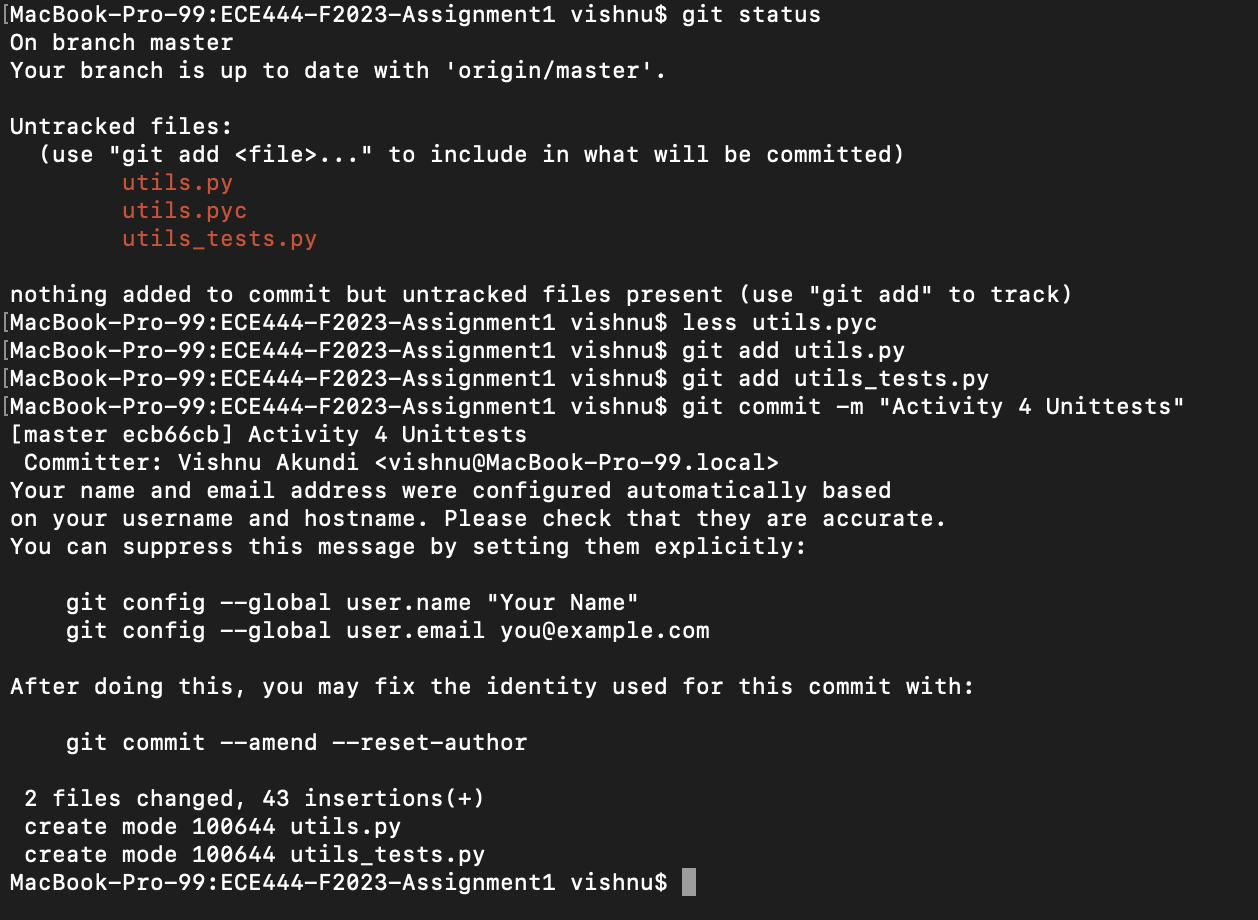 [MacBook-Pro-99:ECE444-F2023-Assignment1 vishnu$ git status
On branch master
Your branch is up to date with 'origin/master'.

Untracked files:
  (use "git add <file>..." to include in what will be committed)
        utils.py
        utils.pyc
        utils_tests.py

nothing added to commit but untracked files present (use "git add" to track)
[MacBook-Pro-99:ECE444-F2023-Assignment1 vishnu$ less utils.pyc
[MacBook-Pro-99:ECE444-F2023-Assignment1 vishnu$ git add utils.py
[MacBook-Pro-99:ECE444-F2023-Assignment1 vishnu$ git add utils_tests.py
[MacBook-Pro-99:ECE444-F2023-Assignment1 vishnu$ git commit -m "Activity 4 Unittests"
[master ecb66cb] Activity 4 Unittests
 Committer: Vishnu Akundi <vishnu@MacBook-Pro-99.local>
Your name and email address were configured automatically based
on your username and hostname. Please check that they are accurate.
You can suppress this message by setting them explicitly:

    git config --global user.name "Your Name"
    git config --global user.email you@example.com

After doing this, you may fix the identity used for this commit with:

    git commit --amend --reset-author

 2 files changed, 43 insertions(+)
 create mode 100644 utils.py
 create mode 100644 utils_tests.py
MacBook-Pro-99:ECE444-F2023-Assignment1 vishnu$